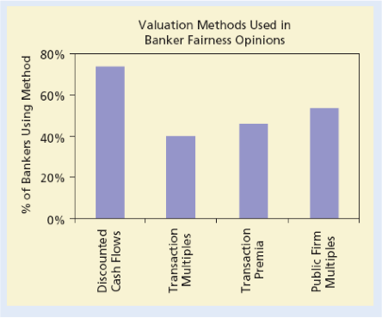 Valuation Methods Used in
Banker Fairness Opinions
% of Bankers Using Method
80%
60%
40%
20%
0%
Discounted
Cash Flows
Transaction
Multiples
Transaction
Premia
Public Firm
Multiples